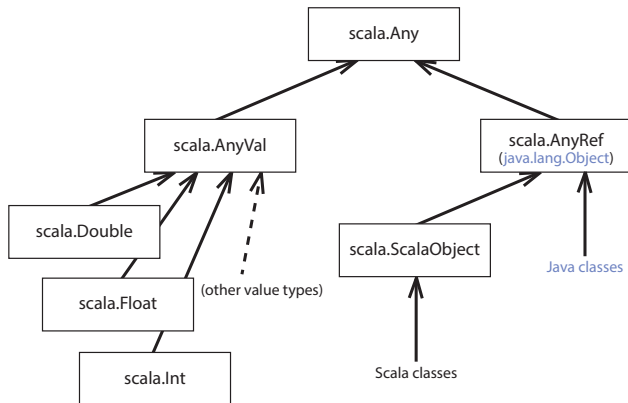 scala.Any
scala.AnyVal
scala.AnyRef
(java.lang.Object)
scala.Double
scala.ScalaObject
Java classes
(other value types)
scala.Float
scala.Int
Scala classes